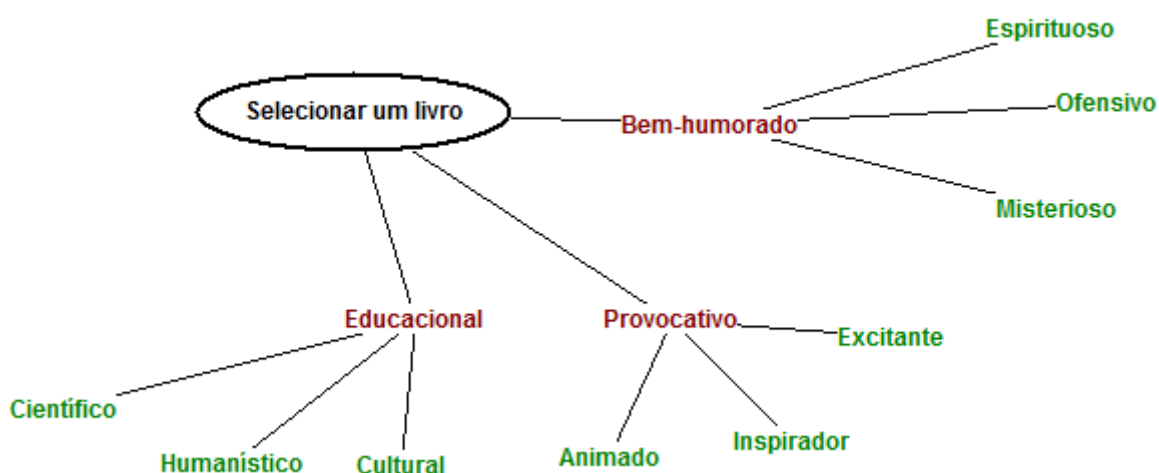 Espirituoso
Selecionar um livro
Ofensivo
Bem-humorado
Misterioso
Educacional
Provocativo
Excitante
Científico
Humanístico
Cultural
Animado
Inspirador